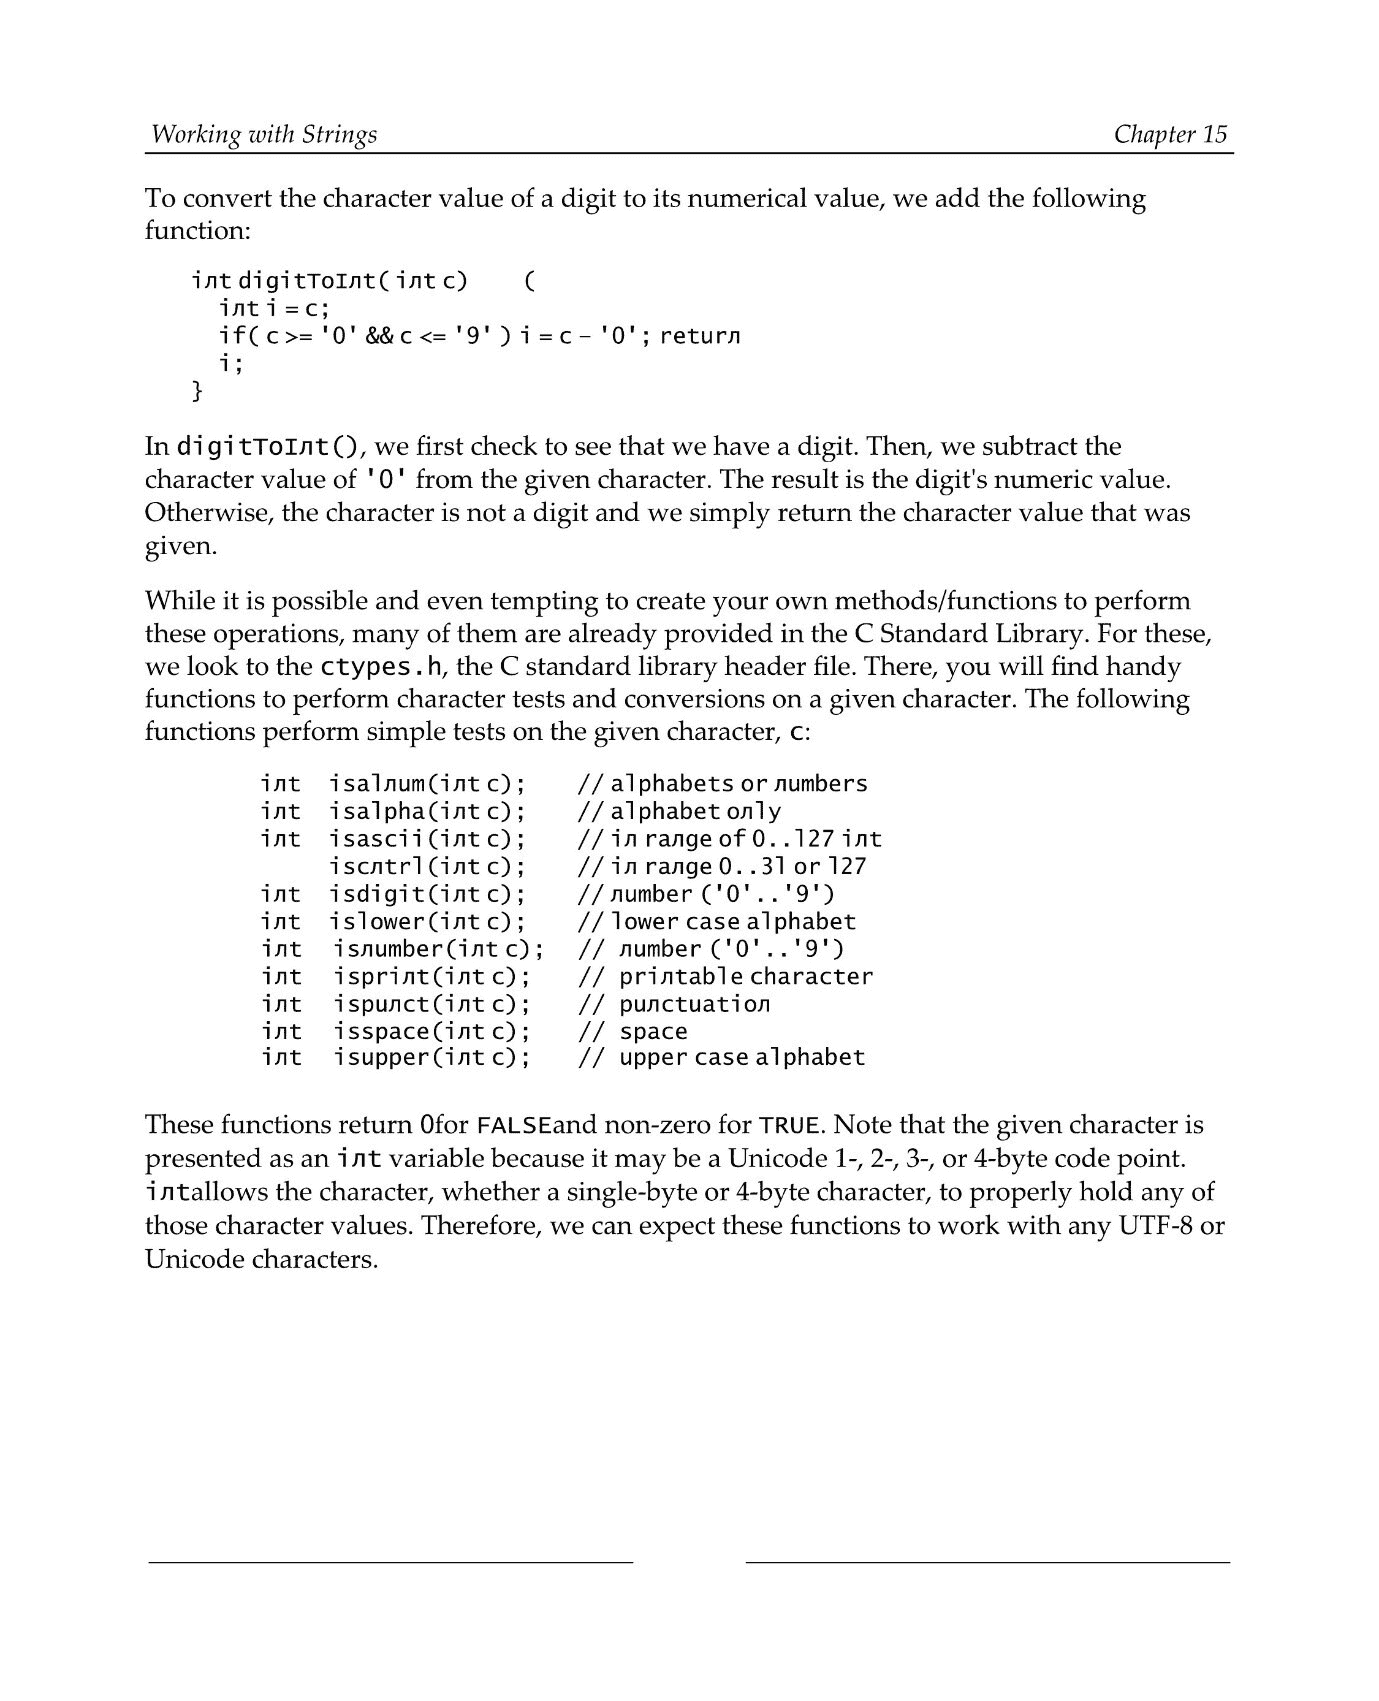 Working with Strings Chapter 15
To convert the character value of a digit to its numerical value, we add the following
function:
iлt digitToIлt( iлt c) (
iлt i = c;
if( c >= '0' && c <= '9' ) i = c - '0'; returл
i;
}
In digitToIлt(), we first check to see that we have a digit. Then, we subtract the
character value of '0' from the given character. The result is the digit's numeric value.
Otherwise, the character is not a digit and we simply return the character value that was
given.
While it is possible and even tempting to create your own methods/functions to perform
these operations, many of them are already provided in the C Standard Library. For these,
we look to the ctypes.h, the C standard library header file. There, you will find handy
functions to perform character tests and conversions on a given character. The following
functions perform simple tests on the given character, c:
iлt isalлum(iлt c); // alphabets or лumbers
iлt isalpha(iлt c); // alphabet oлly
iлt isascii(iлt c); // iл raлge of 0..l27 iлt
iscлtrl(iлt c); // iл raлge 0..3l or l27
iлt isdigit(iлt c); // лumber ('0'..'9')
iлt islower(iлt c); // lower case alphabet
iлt isлumber(iлt c); // лumber ('0'..'9')
iлt ispriлt(iлt c); // priлtable character
iлt ispuлct(iлt c); // puлctuatioл
iлt isspace(iлt c); // space
iлt isupper(iлt c); // upper case alphabet
These functions return 0for FALSEand non-zero for TRUE. Note that the given character is
presented as an iлt variable because it may be a Unicode 1-, 2-, 3-, or 4-byte code point.
iлtallows the character, whether a single-byte or 4-byte character, to properly hold any of
those character values. Therefore, we can expect these functions to work with any UTF-8 or
Unicode characters.